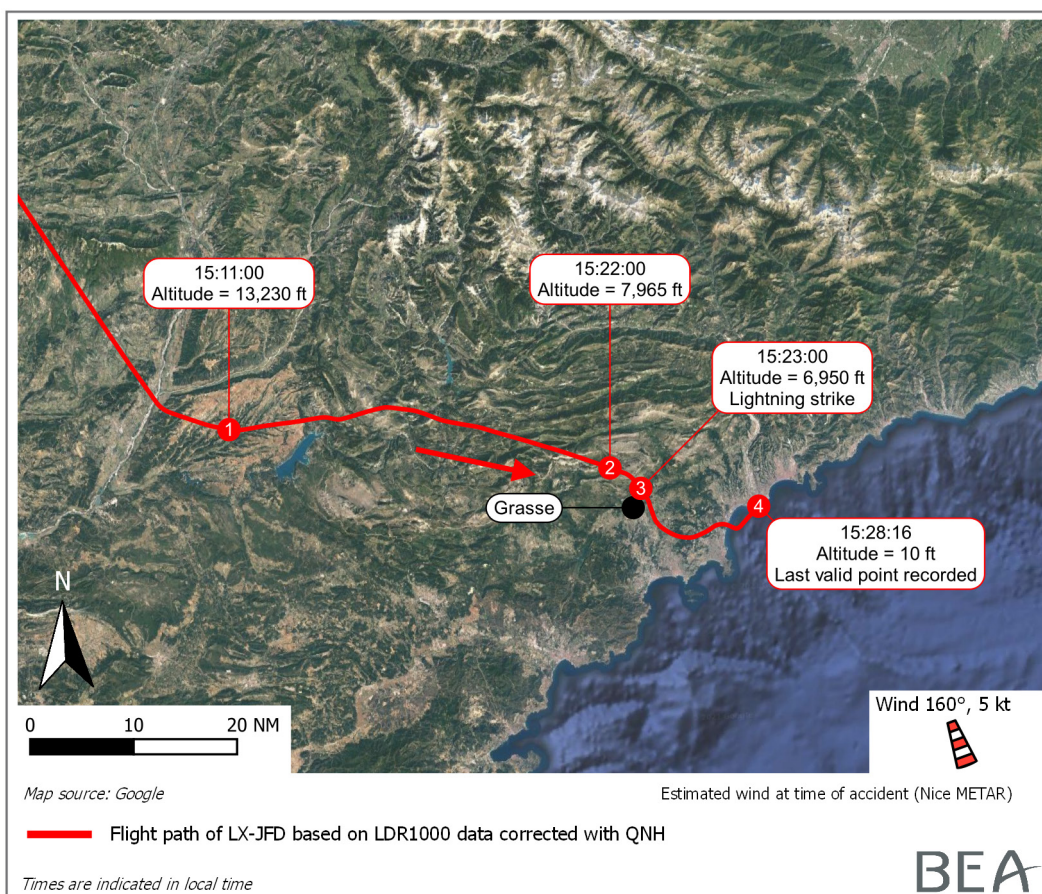 15:11:00
Altitude = 13,230 ft
15:22:00
Altitude = 7,965 ft
15:23:00
Altitude = 6,950 ft
Lightning strike
1
2
3
Grasse
4
15:28:16
Altitude = 10 ft
Last valid point recorded
N
0 10 20 NM
Wind 160°, 5 kt
Map source: Google
Estimated wind at time of accident (Nice METAR)
Flight path of LX-JFD based on LDR1000 data corrected with QNH
Times are indicated in local time
BEA